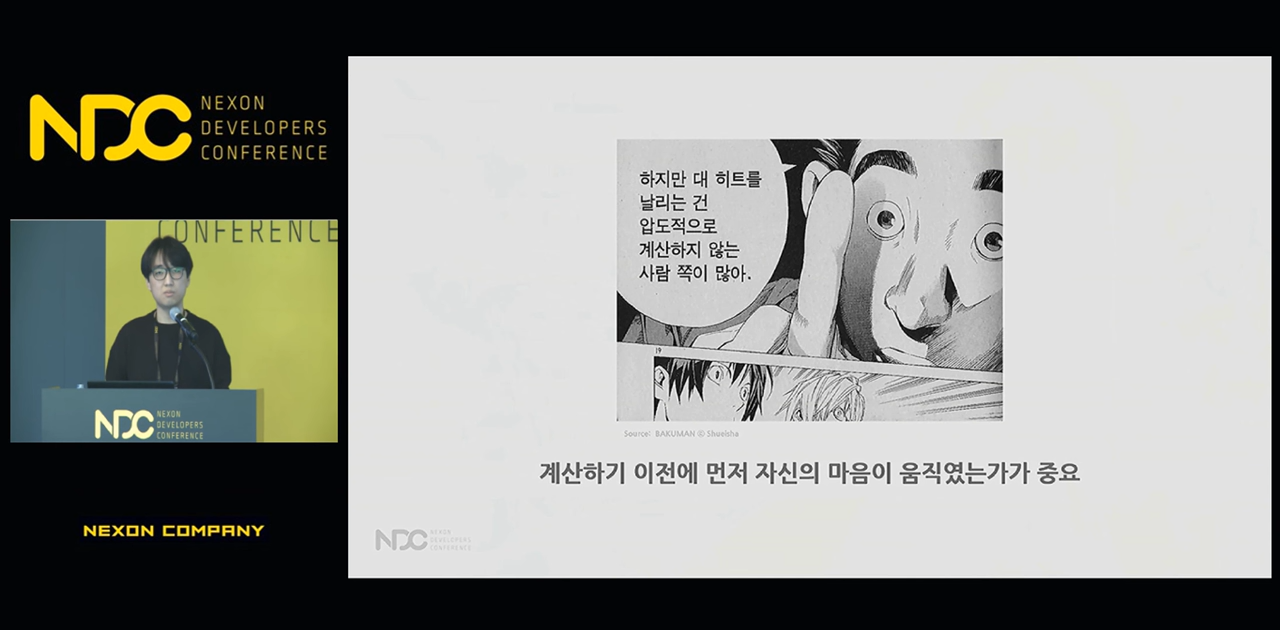 NDC
NEXON
DEVELOPERS
CONFERENCE
CONFERENCE
NDC
NEXON
DEVELOPERS
CONFERENCE
NEXON COMPANY
하지만 대 히트를
날리는 건
압도적으로
계산하지 않는
사람 쪽이 많아.
19
Source: BAKUMAN © Shueisha
계산하기 이전에 먼저 자신의 마음이 움직였는가가 중요
NDC
NEXON
DEVELOPERS
CONFERENCE